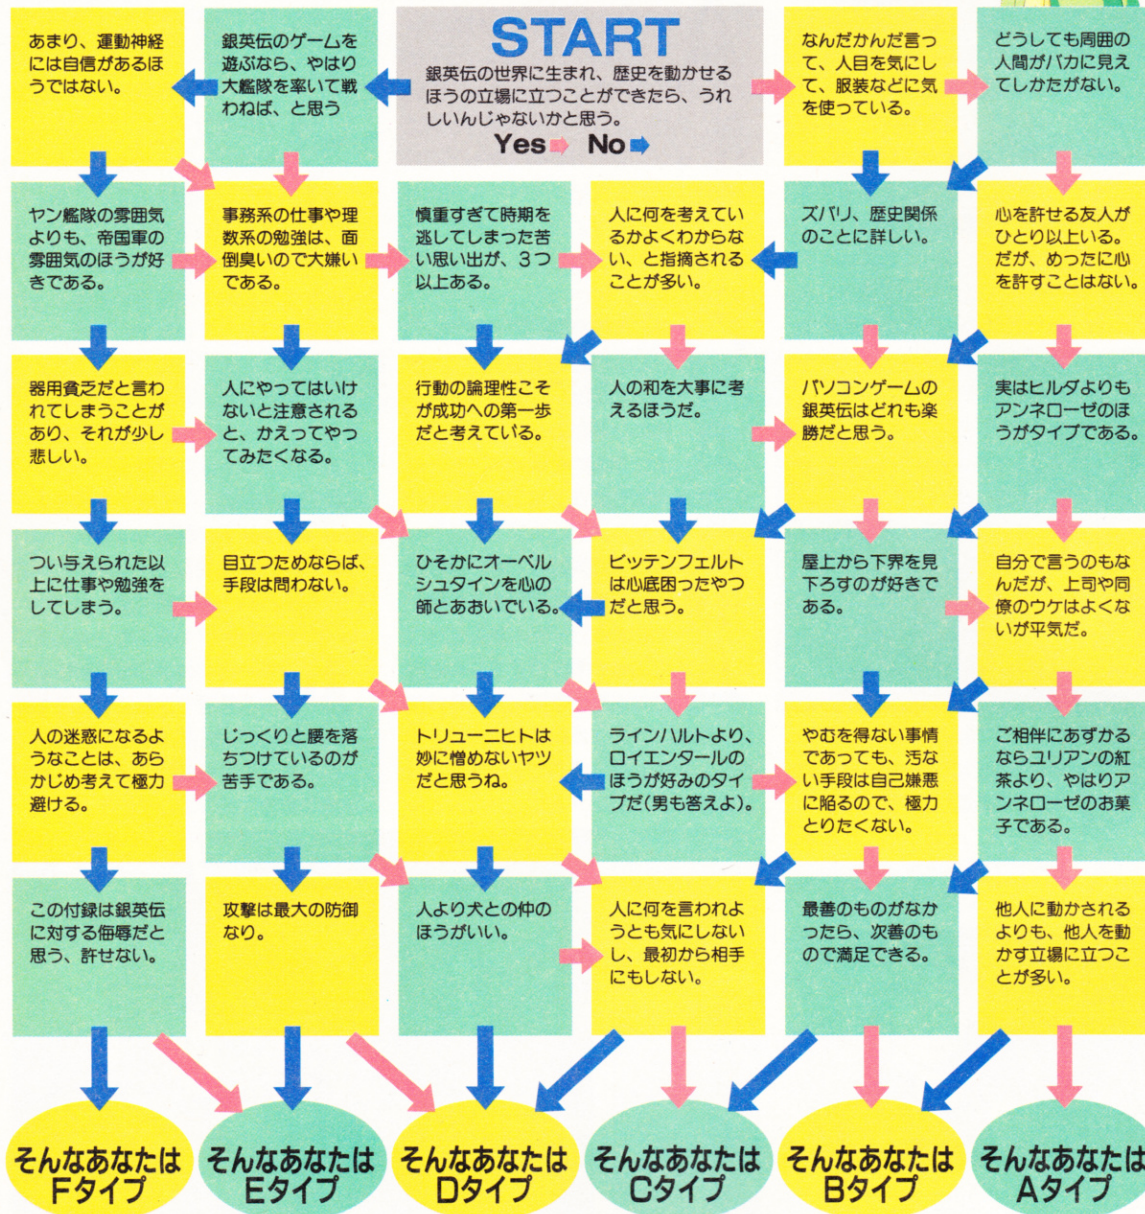 あまり、運動神経
には自信があるほ
うではない。
銀英伝のゲームを
遊ぶなら、やはり
大艦隊を率いて戦
わねば、と思う
START
銀英伝の世界に生まれ、歴史を動かせる
ほうの立場に立つことができたら、うれ
しいんじゃないかと思う。
Yes No
なんだかんだ言っ
て、人目を気にし
て、服装などに気
を使っている。
どうしても周囲の
人間がバカに見え
てしかたがない。
ヤン艦隊の雰囲気
よりも、帝国軍の
雰囲気のほうが好
きである。
事務系の仕事や理
数系の勉強は、面
倒臭いので大嫌い
である。
慎重すぎて時期を
逃してしまった苦
い思い出が、3つ
以上ある。
人に何を考えてい
るかよくわからな
い、と指摘される
ことが多い。
ズバリ、歴史関係
のことに詳しい。
心を許せる友人が
ひとり以上いる。
だが、めったに心
を許すことはない。
器用貧乏だと言わ
れてしまうことが
あり、それが少し
悲しい。
人にやってはいけ
ないと注意される
と、かえってやっ
てみたくなる。
行動の論理性こそ
が成功への第一歩
だと考えている。
人の和を大事に考
えるほうだ。
パソコンゲームの
銀英伝はどれも楽
勝だと思う。
実はヒルダよりも
アンネローゼのほ
うがタイプである。
つい与えられた以
上に仕事や勉強を
してしまう。
目立つためならば、
手段は問わない。
ひそかにオーベル
シュタインを心の
師とあおいでいる。
ビッテンフェルト
は心底困ったやつ
だと思う。
屋上から下界を見
下ろすのが好きで
ある。
自分で言うのもな
んだが、上司や同
僚のウケはよくな
いが平気だ。
人の迷惑になるよ
うなことは、あら
かじめ考えて極力
避ける。
じっくりと腰を落
ちつけているのが
苦手である。
トリューニヒトは
妙に憎めないヤツ
だと思うね。
ラインハルトより、
ロイエンタールの
ほうが好みのタイ
プだ(男も答えよ)。
やむを得ない事情
であっても、汚な
い手段は自己嫌悪
に陥るので、極力
とりたくない。
ご相伴にあずかる
ならユリアンの紅
茶より、やはりア
ンネローゼのお菓
子である。
この付録は銀英伝
に対する侮辱だと
思う、許せない。
攻撃は最大の防御
なり。
人より犬との仲の
ほうがいい。
人に何を言われよ
うとも気にしない
し、最初から相手
にもしない。
最善のものがなか
ったら、次善のも
ので満足できる。
他人に動かされる
よりも、他人を動
かす立場に立つこ
とが多い。
そんなあなたは
Fタイプ
そんなあなたは
Eタイプ
そんなあなたは
Dタイプ
そんなあなたは
Cタイプ
そんなあなたは
Bタイプ
そんなあなたは
Aタイプ